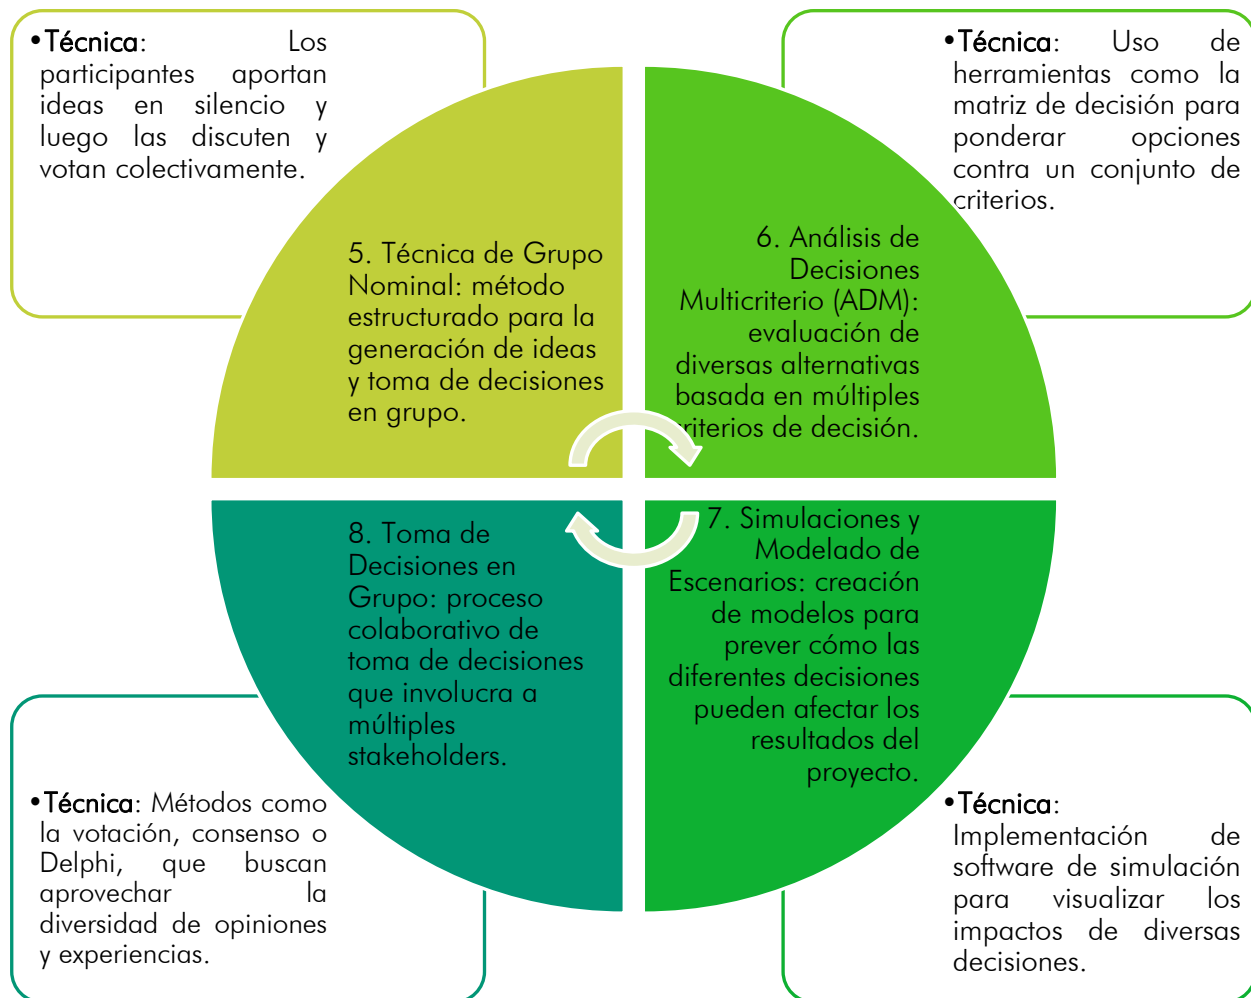 •Técnica: Los
participantes aportan
ideas en silencio y
luego las discuten y
votan colectivamente.
•Técnica: Uso de
herramientas como la
matriz de decisión para
ponderar opciones
contra un conjunto de
criterios.
5. Técnica de Grupo
Nominal: método
estructurado para la
generación de ideas
y toma de decisiones
en grupo.
6. Análisis de
Decisiones
Multicriterio (ADM):
evaluación de
diversas alternativas
basada en múltiples
criterios de decisión.
8. Toma de
Decisiones en
Grupo: proceso
colaborativo de
toma de decisiones
que involucra a
múltiples
stakeholders.
7. Simulaciones y
Modelado de
Escenarios: creación
de modelos para
prever cómo las
diferentes decisiones
pueden afectar los
resultados del
proyecto.
•Técnica: Métodos como
la votación, consenso o
Delphi, que buscan
aprovechar la
diversidad de opiniones
y experiencias.
•Técnica:
Implementación de
software de simulación
para visualizar los
impactos de diversas
decisiones.